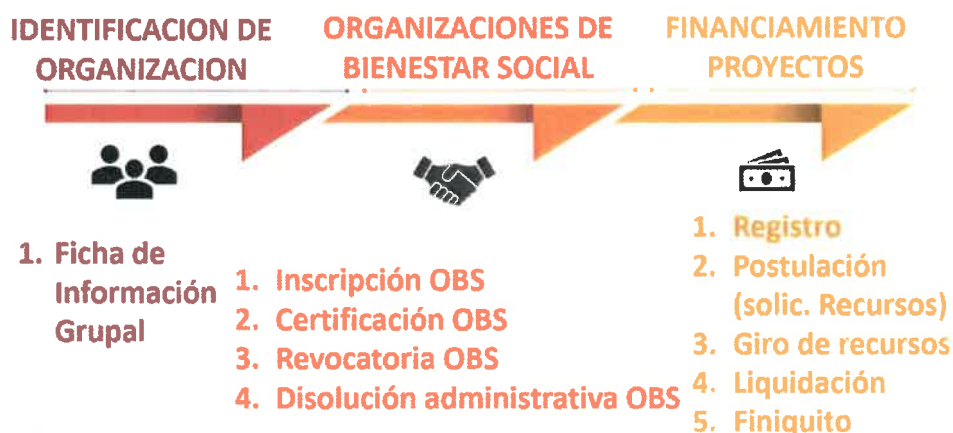 IDENTIFICACION DE
ORGANIZACION
ORGANIZACIONES DE
BIENESTAR SOCIAL
FINANCIAMIENTO
PROYECTOS
1. Ficha de
Información
Grupal
1. Inscripción OBS
2. Certificación OBS
3. Revocatoria OBS
4. Disolución administrativa OBS
1. Registro
2. Postulación
(solic. Recursos)
3. Giro de recursos
4. Liquidación
5. Finiquito